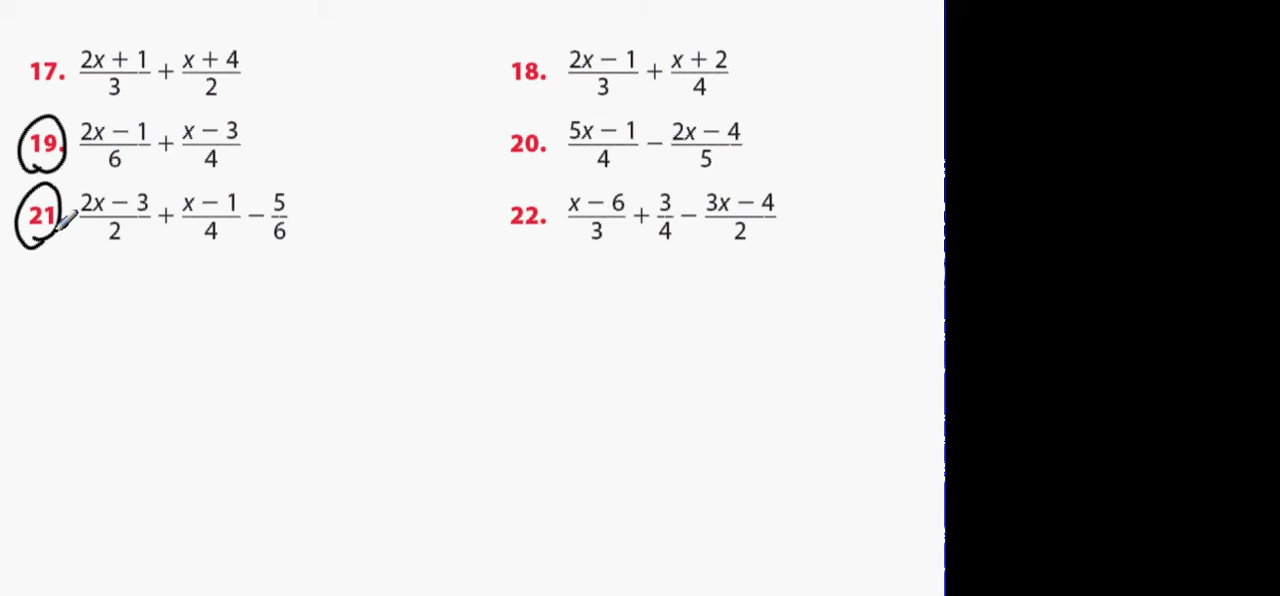 17. (2x + 1)/3 + (x + 4)/2
18. (2x − 1)/3 + (x + 2)/4
19. (2x − 1)/6 + (x − 3)/4
20. (5x − 1)/4 − (2x − 4)/5
21 (2x − 3)/2 + (x − 1)/4 − 5/6
22. (x − 6)/3 + 3/4 − (3x − 4)/2